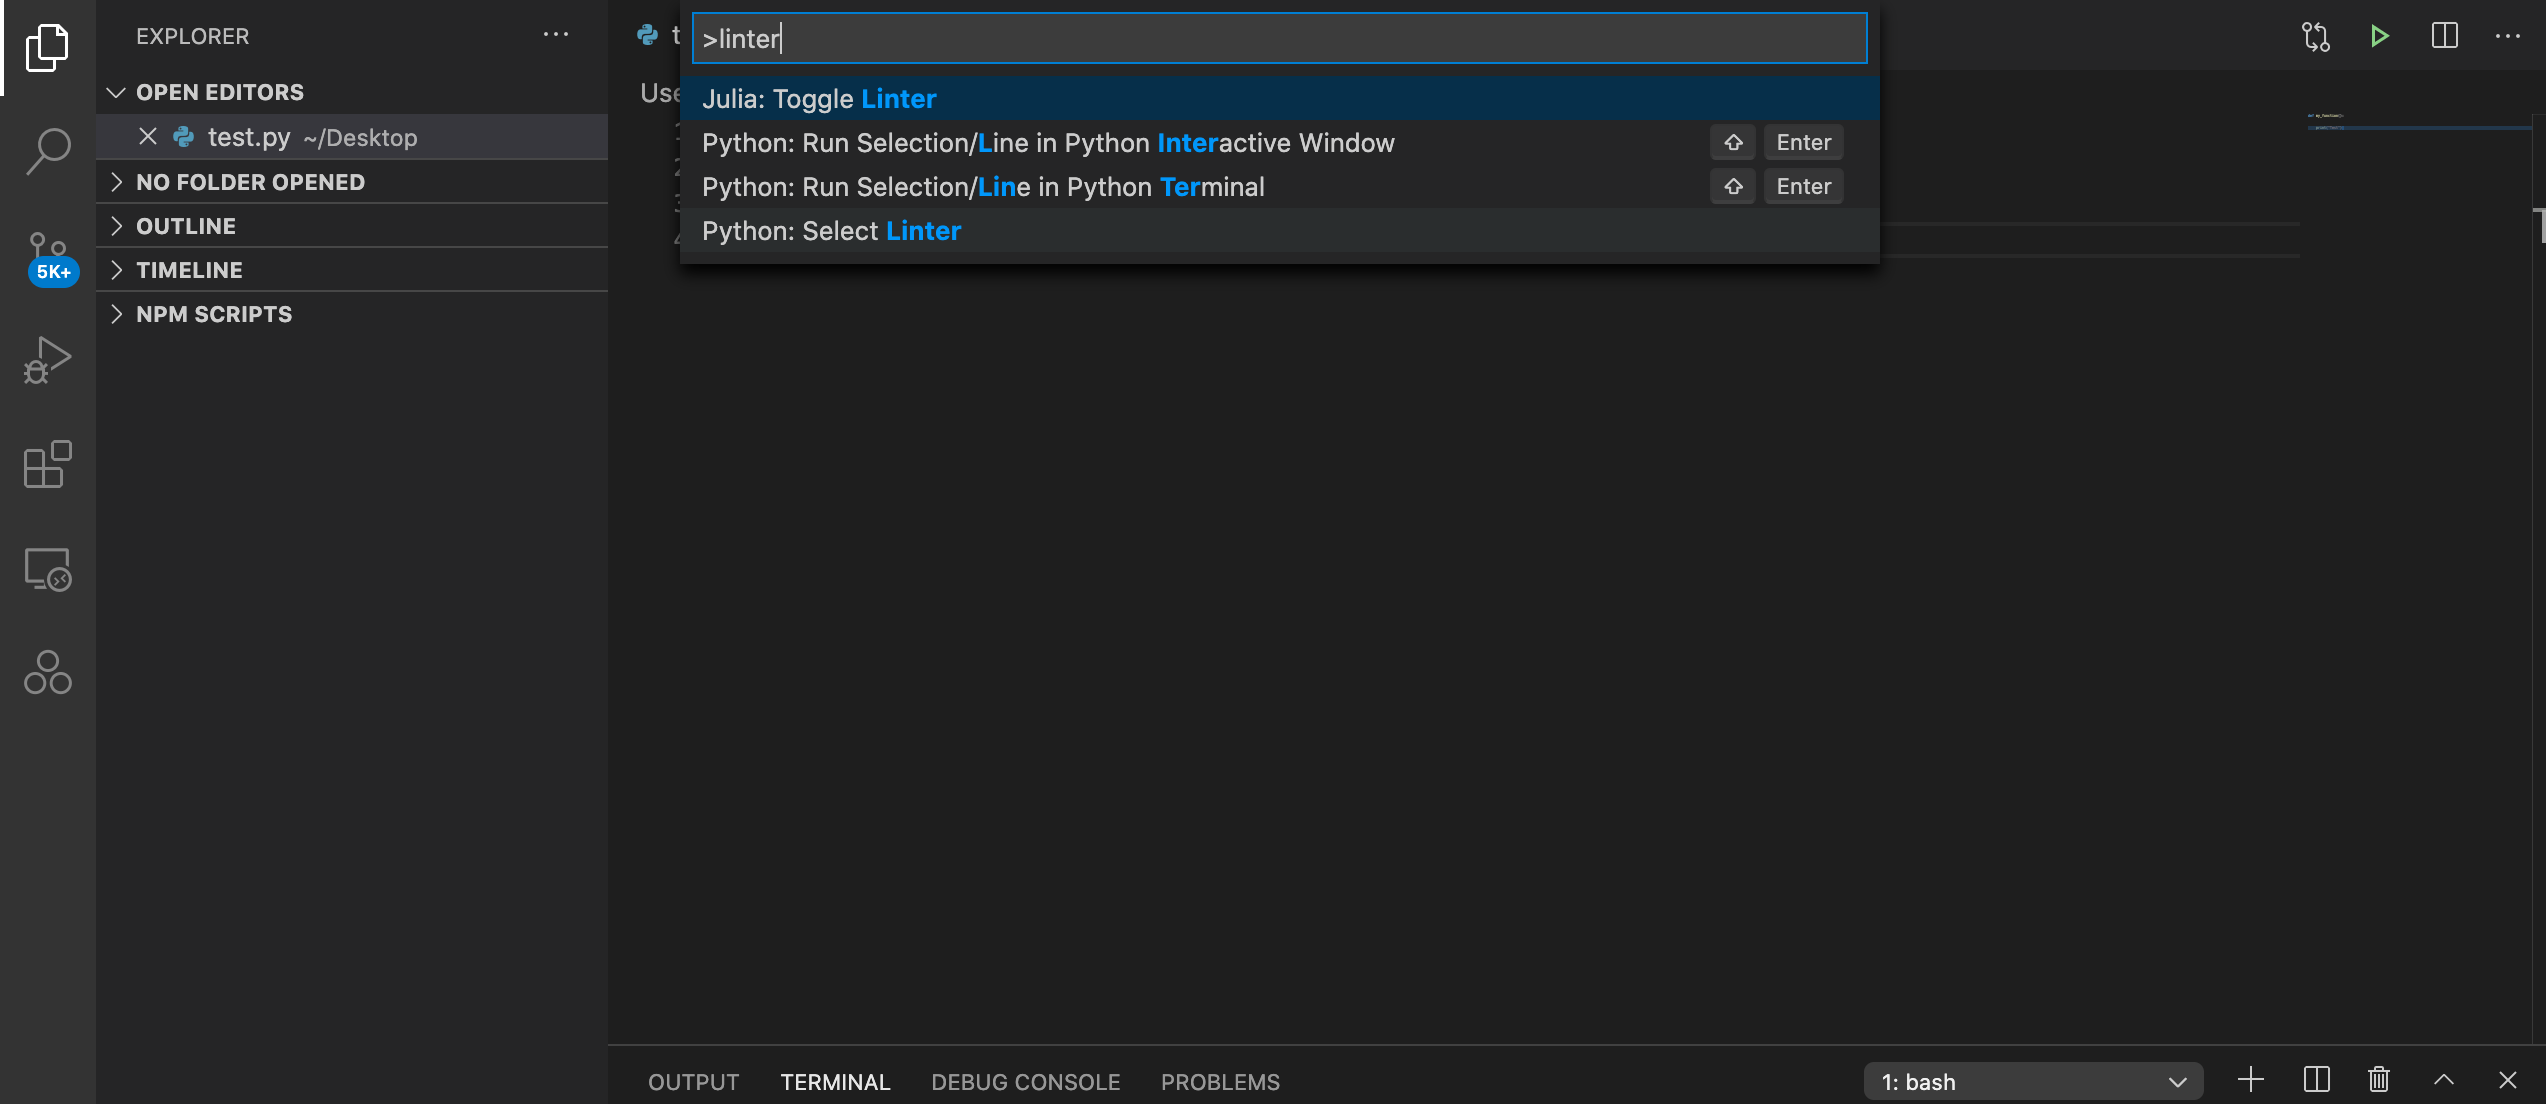 EXPLORER
OPEN EDITORS
test.py ~/Desktop
NO FOLDER OPENED
OUTLINE
TIMELINE
NPM SCRIPTS
5K+
>linter
Julia: Toggle Linter
Python: Run Selection/Line in Python Interactive Window Enter
Python: Run Selection/Line in Python Terminal Enter
Python: Select Linter
OUTPUT TERMINAL DEBUG CONSOLE PROBLEMS 1: bash